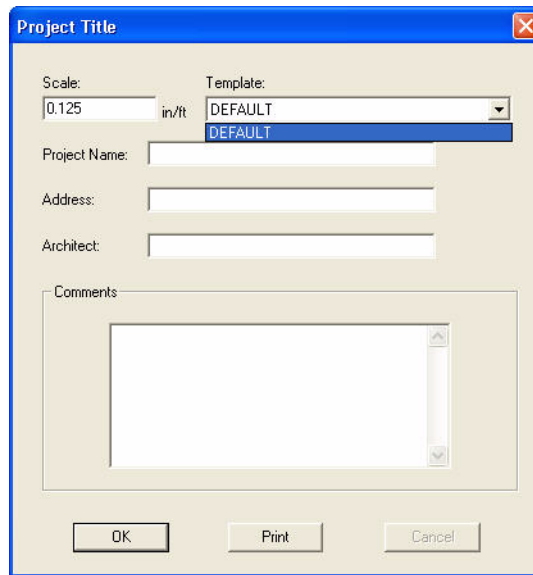 Project Title
Scale:
Template:
0.125 in/ft
DEFAULT
DEFAULT
Project Name:
Address:
Architect:
Comments
OK
Print
Cancel